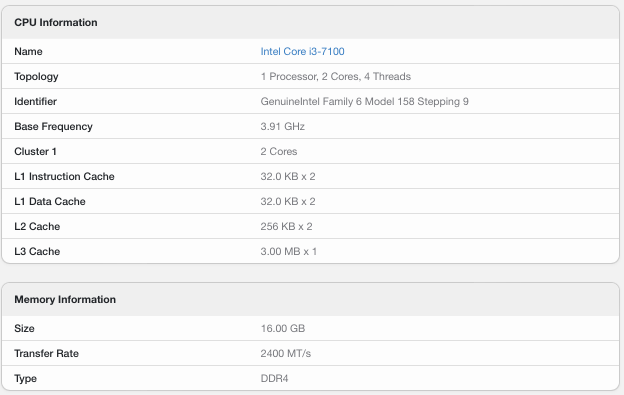 CPU Information
Name Intel Core i3-7100
Topology 1 Processor, 2 Cores, 4 Threads
Identifier GenuineIntel Family 6 Model 158 Stepping 9
Base Frequency 3.91 GHz
Cluster 1 2 Cores
L1 Instruction Cache 32.0 KB x 2
L1 Data Cache 32.0 KB x 2
L2 Cache 256 KB x 2
L3 Cache 3.00 MB x 1
Memory Information
Size 16.00 GB
Transfer Rate 2400 MT/s
Type DDR4